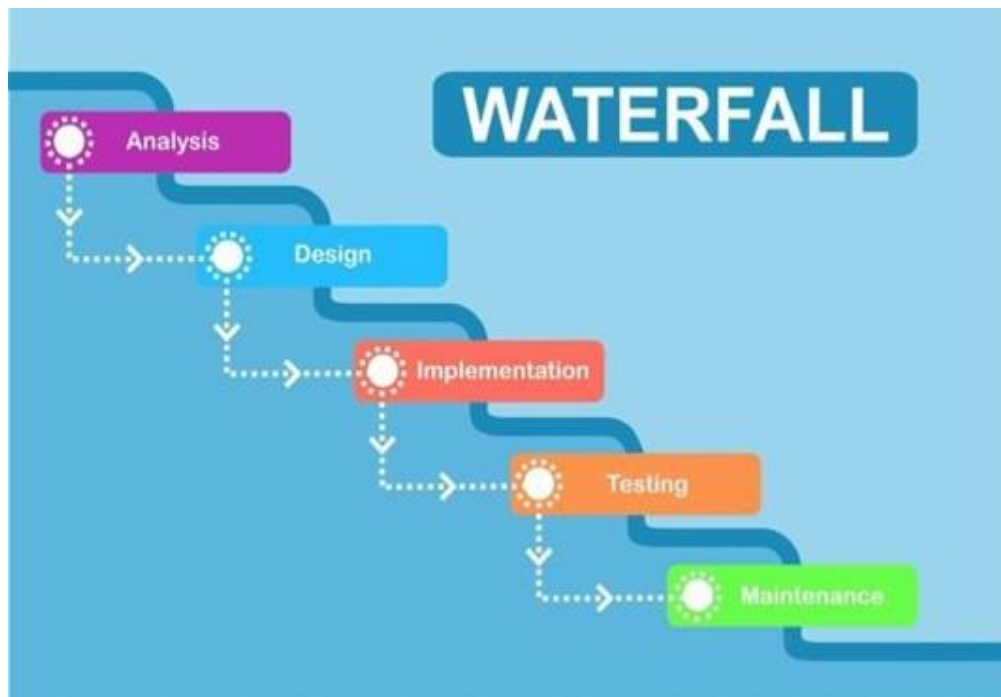 WATERFALL
Analysis
Design
Implementation
Testing
Maintenance